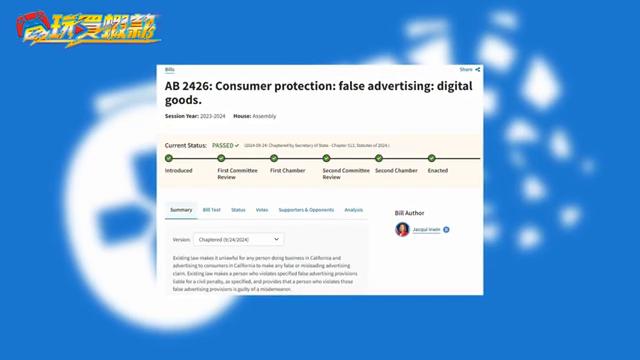 玩買蝦款
Bills
Share
AB 2426: Consumer protection: false advertising: digital
goods.
Session Year: 2023-2024 House: Assembly
Current Status: PASSED (2024-09-24: Chaptered by Secretary of State - Chapter 513, Statutes of 2024.)
Introduced
First Committee
Review
First Chamber
Second Committee
Review
Second Chamber
Enacted
Summary
Bill Text
Status
Votes
Supporters & Opponents
Analysis
Bill Author
Jacqui Irwin
D
Version:
Chaptered (9/24/2024)
Existing law makes it unlawful for any person doing business in California and
advertising to consumers in California to make any false or misleading advertising
claim. Existing law makes a person who violates specified false advertising provisions
liable for a civil penalty, as specified, and provides that a person who violates those
false advertising provisions is guilty of a misdemeanor.